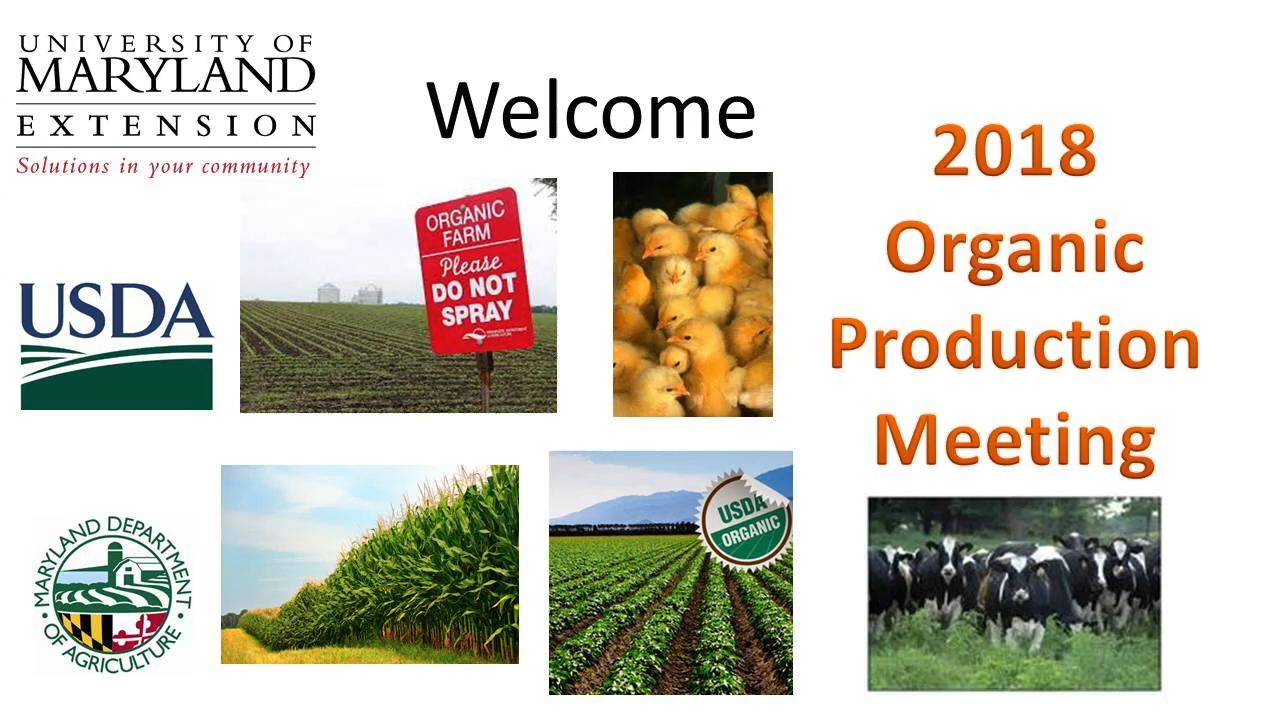 UNIVERSITY OF
MARYLAND
EXTENSION
Solutions in your community
Welcome
2018
Organic
Production
Meeting
ORGANIC
FARM
Please
DO NOT
SPRAY
USDA
USDA
ORGANIC
MARYLAND DEPARTMENT
OF AGRICULTURE